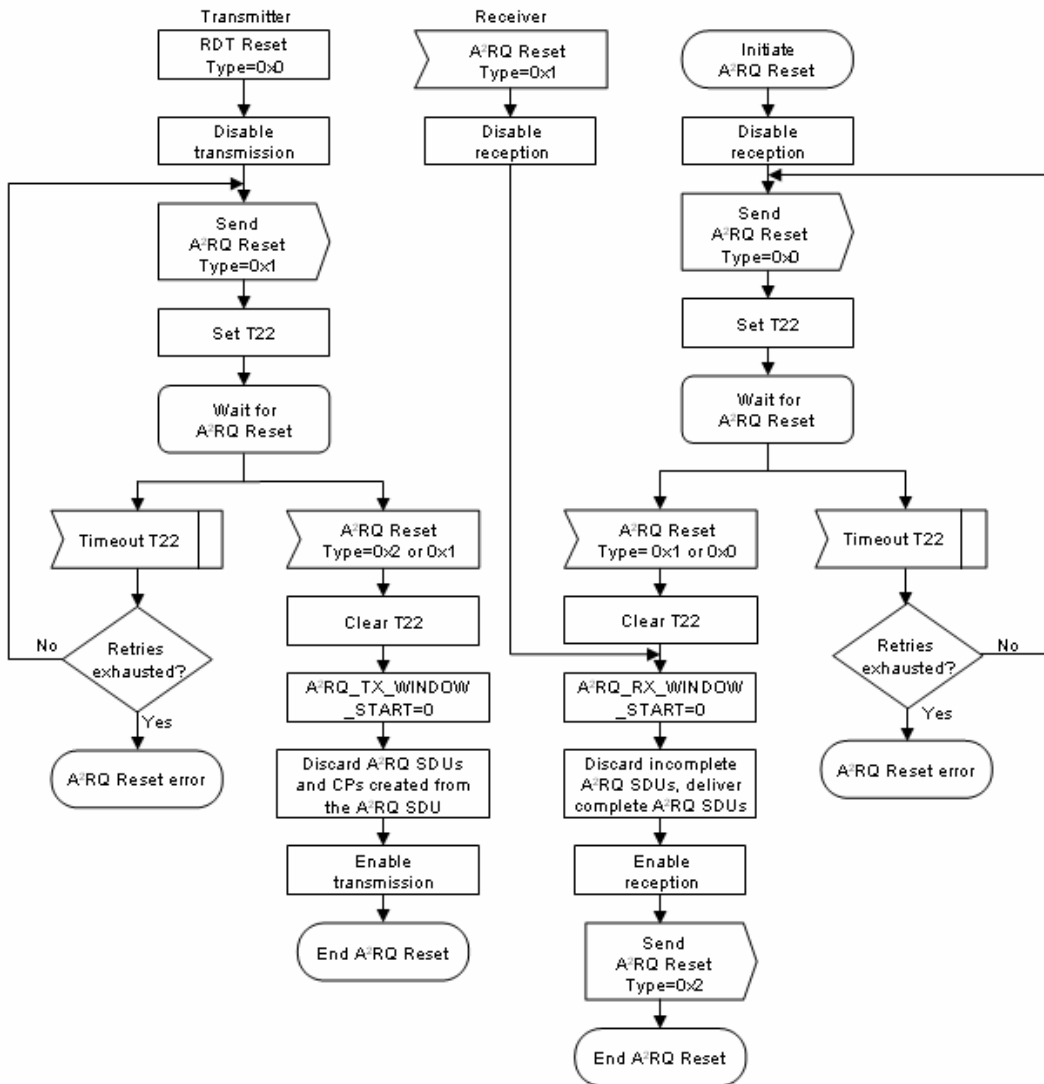 Transmitter
RDT Reset
Type=0x0
Disable
transmission
Send
A²RQ Reset
Type=0x1
Set T22
Wait for
A²RQ Reset
Timeout T22
No
Retries
exhausted?
Yes
A²RQ Reset error
A²RQ Reset
Type=0x2 or 0x1
Clear T22
A²RQ_TX_WINDOW
_START=0
Discard A²RQ SDUs
and CPs created from
the A²RQ SDU
Enable
transmission
End A²RQ Reset
Receiver
A²RQ Reset
Type=0x1
Disable
reception
Initiate
A²RQ Reset
Disable
reception
Send
A²RQ Reset
Type=0x0
Set T22
Wait for
A²RQ Reset
A²RQ Reset
Type= 0x1 or 0x0
Clear T22
A²RQ_RX_WINDOW
_START=0
Discard incomplete
A²RQ SDUs, deliver
complete A²RQ SDUs
Enable
reception
Send
A²RQ Reset
Type=0x2
End A²RQ Reset
Timeout T22
Retries
exhausted?
No
Yes
A²RQ Reset error